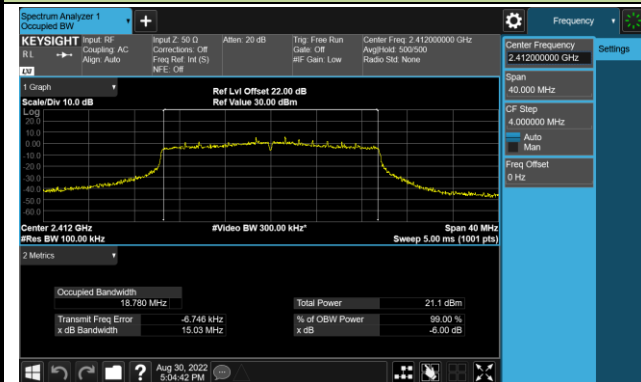 Spectrum Analyzer 1
Occupied BW
+
Frequency
KEYSIGHT
RL
LXI
Input: RF
Coupling: AC
Align: Auto
Input Z: 50 Ω
Corrections: Off
Freq Ref: Int (S)
NFE: Off
Atten: 20 dB
Trig: Free Run
Gate: Off
#IF Gain: Low
Center Freq: 2.412000000 GHz
Avg|Hold: 500/500
Radio Std: None
Center Frequency
2.412000000 GHz
Settings
Span
40.000 MHz
CF Step
4.000000 MHz
Auto
Man
Freq Offset
0 Hz
1 Graph
Scale/Div 10.0 dB
Ref Lvl Offset 22.00 dB
Ref Value 30.00 dBm
Log
20.0
10.0
0.00
-10.0
-20.0
-30.0
-40.0
-50.0
-60.0
Center 2.412 GHz
#Res BW 100.00 kHz
#Video BW 300.00 kHz*
Span 40 MHz
Sweep 5.00 ms (1001 pts)
2 Metrics
Occupied Bandwidth
18.780 MHz
Total Power 21.1 dBm
Transmit Freq Error -6.746 kHz
% of OBW Power 99.00 %
x dB Bandwidth 15.03 MHz
x dB -6.00 dB
?
Aug 30, 2022
5:04:42 PM